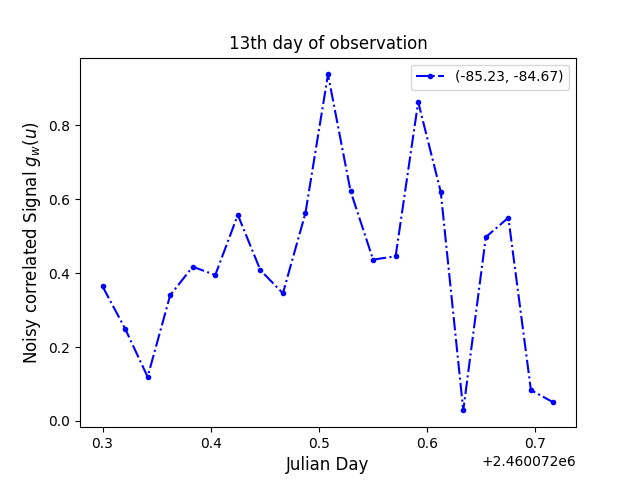 13th day of observation
(-85.23, -84.67)
Noisy correlated Signal g_w(u)
0.8
0.6
0.4
0.2
0.0
0.3 0.4 0.5 0.6 0.7
Julian Day
+2.460072e6